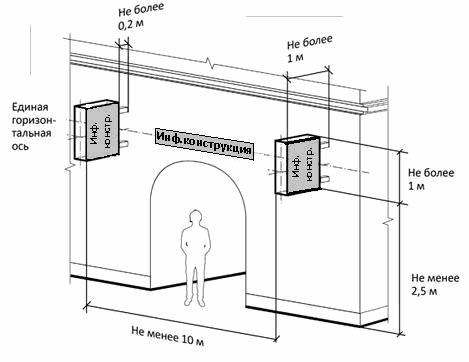 Не более
0,2 м
Не более
1 м
Единая
горизон-
тальная
ось
Инф.
констр.
Инф.конструкция
Инф.
констр.
Не более
1 м
Не менее
2,5 м
Не менее 10 м